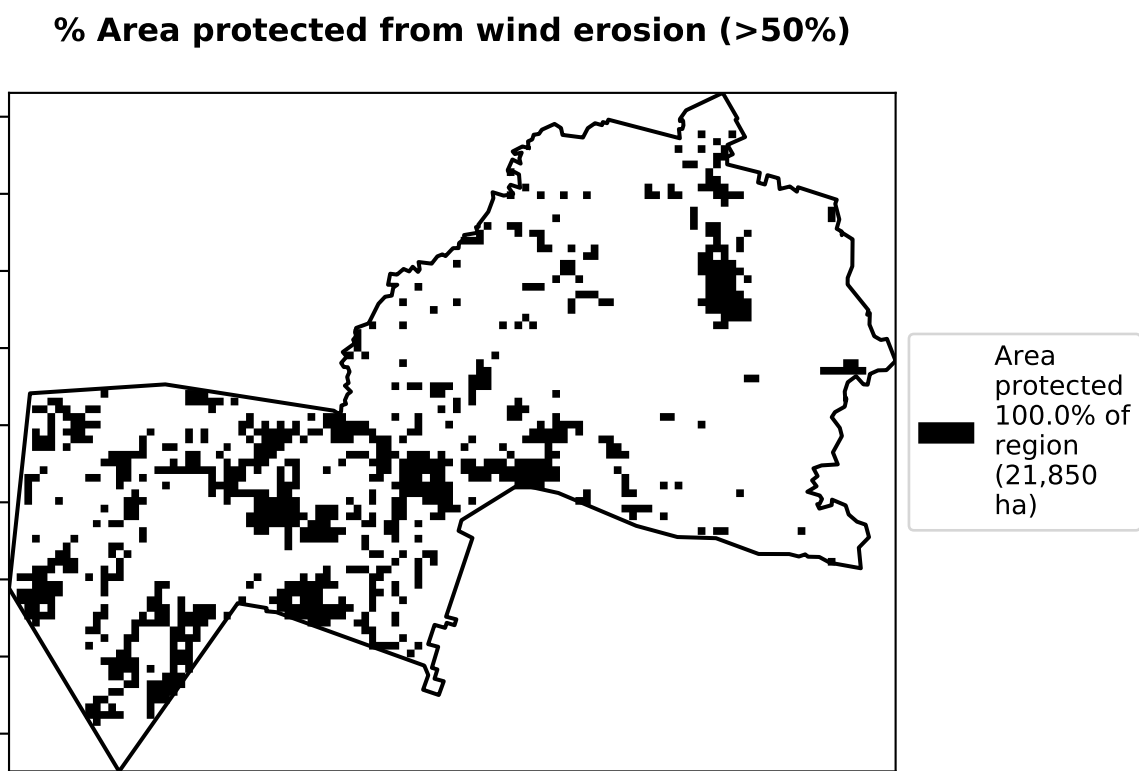 % Area protected from wind erosion (>50%)
Area
protected
100.0% of
region
(21,850
ha)